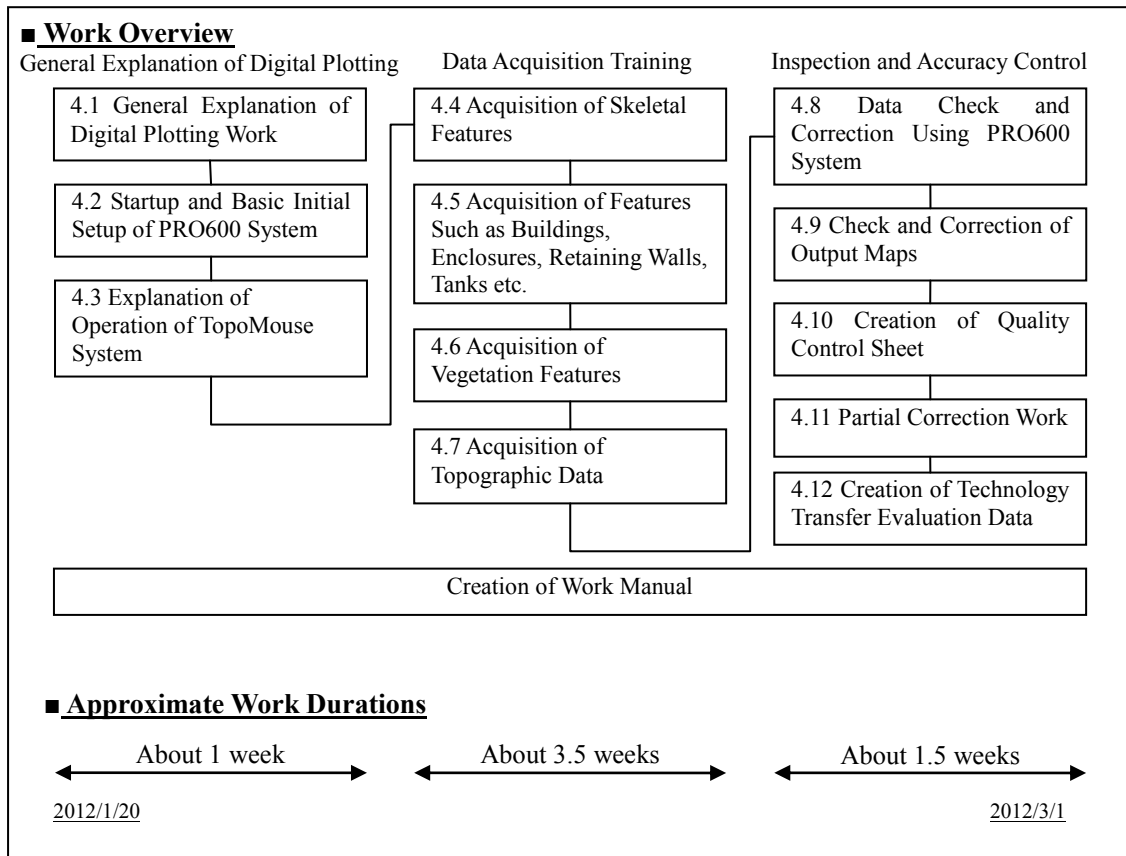 ■ Work Overview
General Explanation of Digital Plotting
4.1 General Explanation of
Digital Plotting Work
4.2 Startup and Basic Initial
Setup of PRO600 System
4.3 Explanation of
Operation of TopoMouse
System
Data Acquisition Training
4.4 Acquisition of Skeletal
Features
4.5 Acquisition of Features
Such as Buildings,
Enclosures, Retaining Walls,
Tanks etc.
4.6 Acquisition of
Vegetation Features
4.7 Acquisition of
Topographic Data
Inspection and Accuracy Control
4.8 Data Check and
Correction Using PRO600
System
4.9 Check and Correction of
Output Maps
4.10 Creation of Quality
Control Sheet
4.11 Partial Correction Work
4.12 Creation of Technology
Transfer Evaluation Data
Creation of Work Manual
■ Approximate Work Durations
About 1 week
About 3.5 weeks
About 1.5 weeks
2012/1/20
2012/3/1